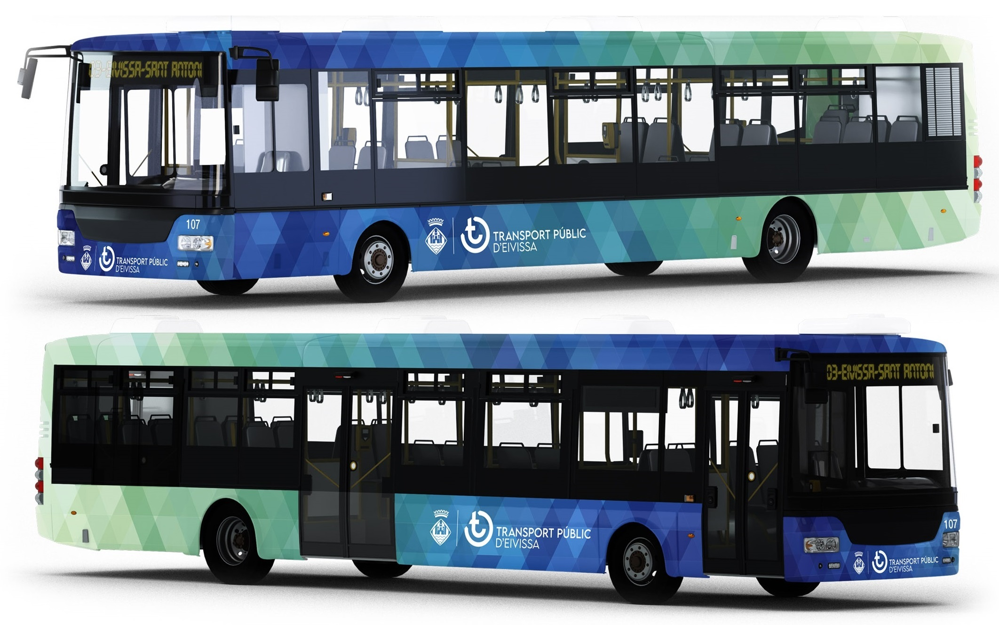 03-EIVISSA-SANT ANTONI
107
TRANSPORT PÚBLIC
D'EIVISSA
TRANSPORT PÚBLIC
D'EIVISSA
03-EIVISSA-SANT ANTONI
TRANSPORT PÚBLIC
D'EIVISSA
107
TRANSPORT PÚBLIC
D'EIVISSA